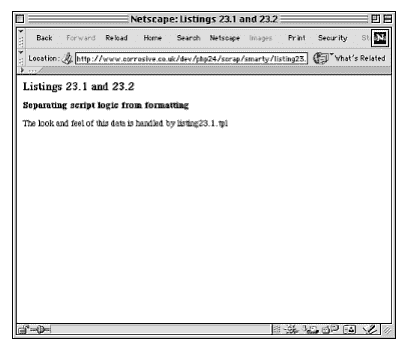 Netscape: Listings 23.1 and 23.2
Back Forward Reload Home Search Netscape Images Print Security
Location: http://www.corrosive.co.uk/dev/php24/scrap/smarty/listing23. What's Related
Listings 23.1 and 23.2
Separating script logic from formatting
The look and feel of this data is handled by listing23.1.tpl